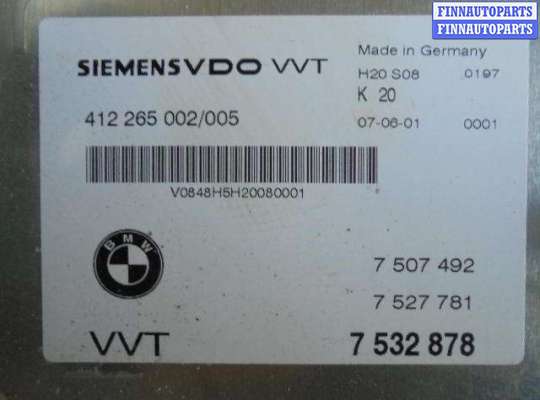 FINNAUTOPARTS
FINNAUTOPARTS
FINNAUTOPARTS
Made in Germany
SIEMENSVDO VVT
H20 S08 0197
K 20
412 265 002/005
07-06-01 0001
V0848H5H20080001
BMW
7 507 492
7 527 781
VVT 7 532 878